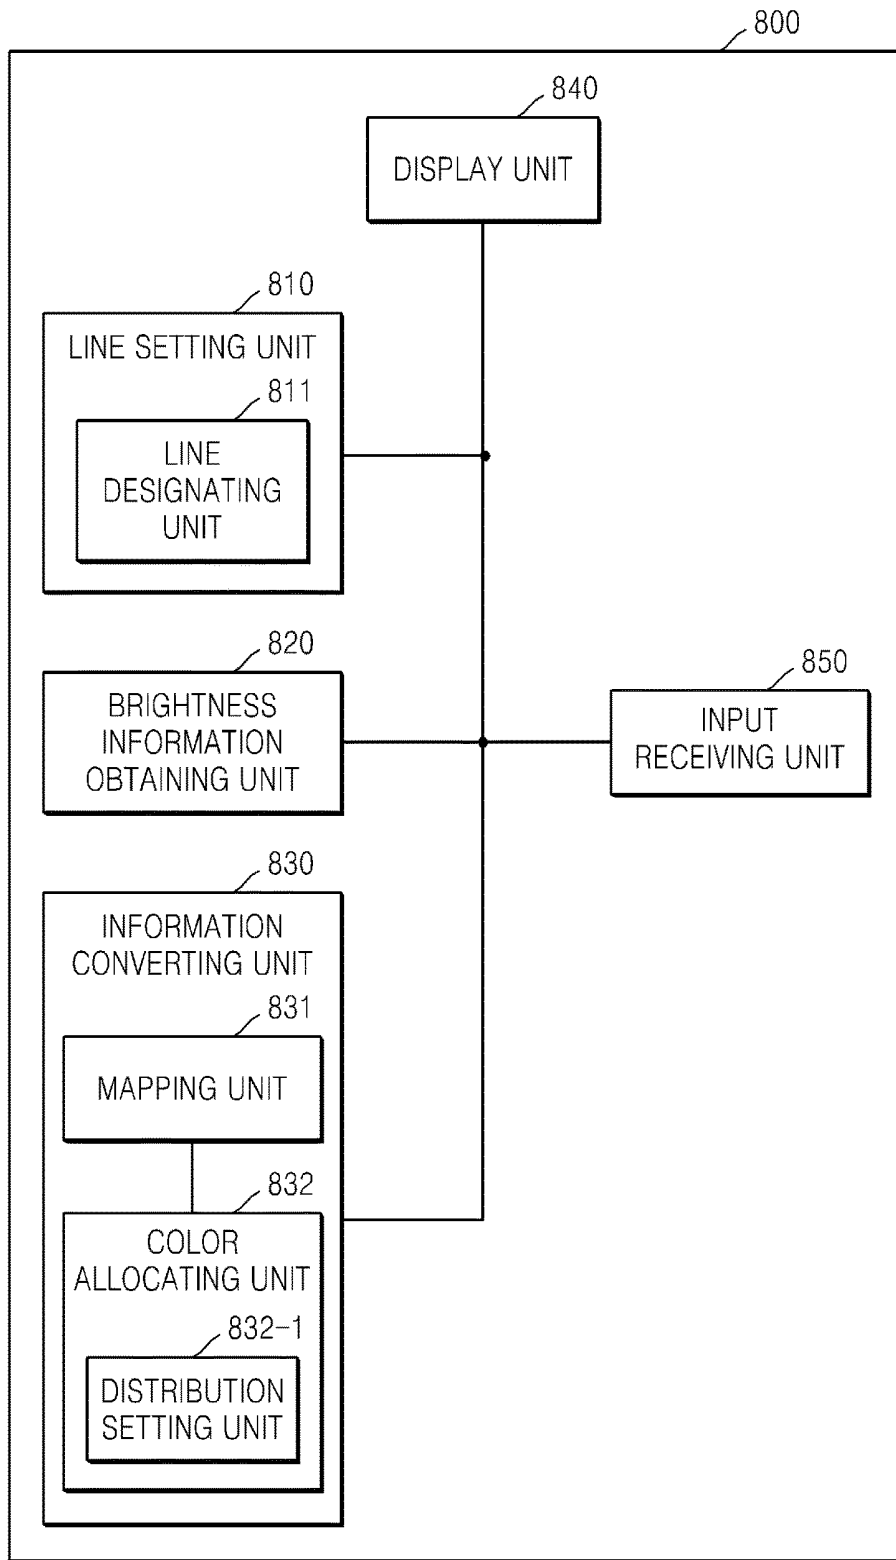 800
840
DISPLAY UNIT
810
LINE SETTING UNIT
811
LINE
DESIGNATING
UNIT
820
BRIGHTNESS
INFORMATION
OBTAINING UNIT
850
INPUT
RECEIVING UNIT
830
INFORMATION
CONVERTING UNIT
831
MAPPING UNIT
832
COLOR
ALLOCATING UNIT
832-1
DISTRIBUTION
SETTING UNIT